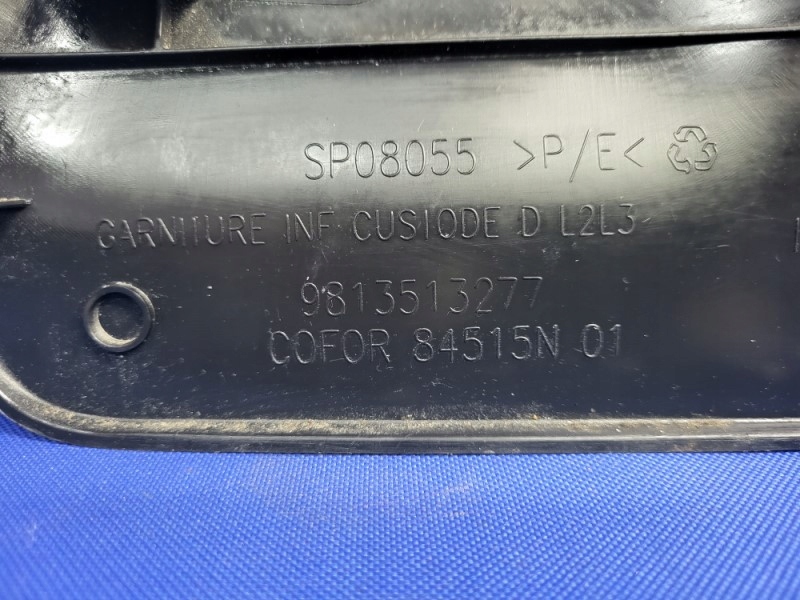 SP08055 >P/E<
GARNITURE INF CUSIODE D L2L3
9813513277
COFOR 84515N 01